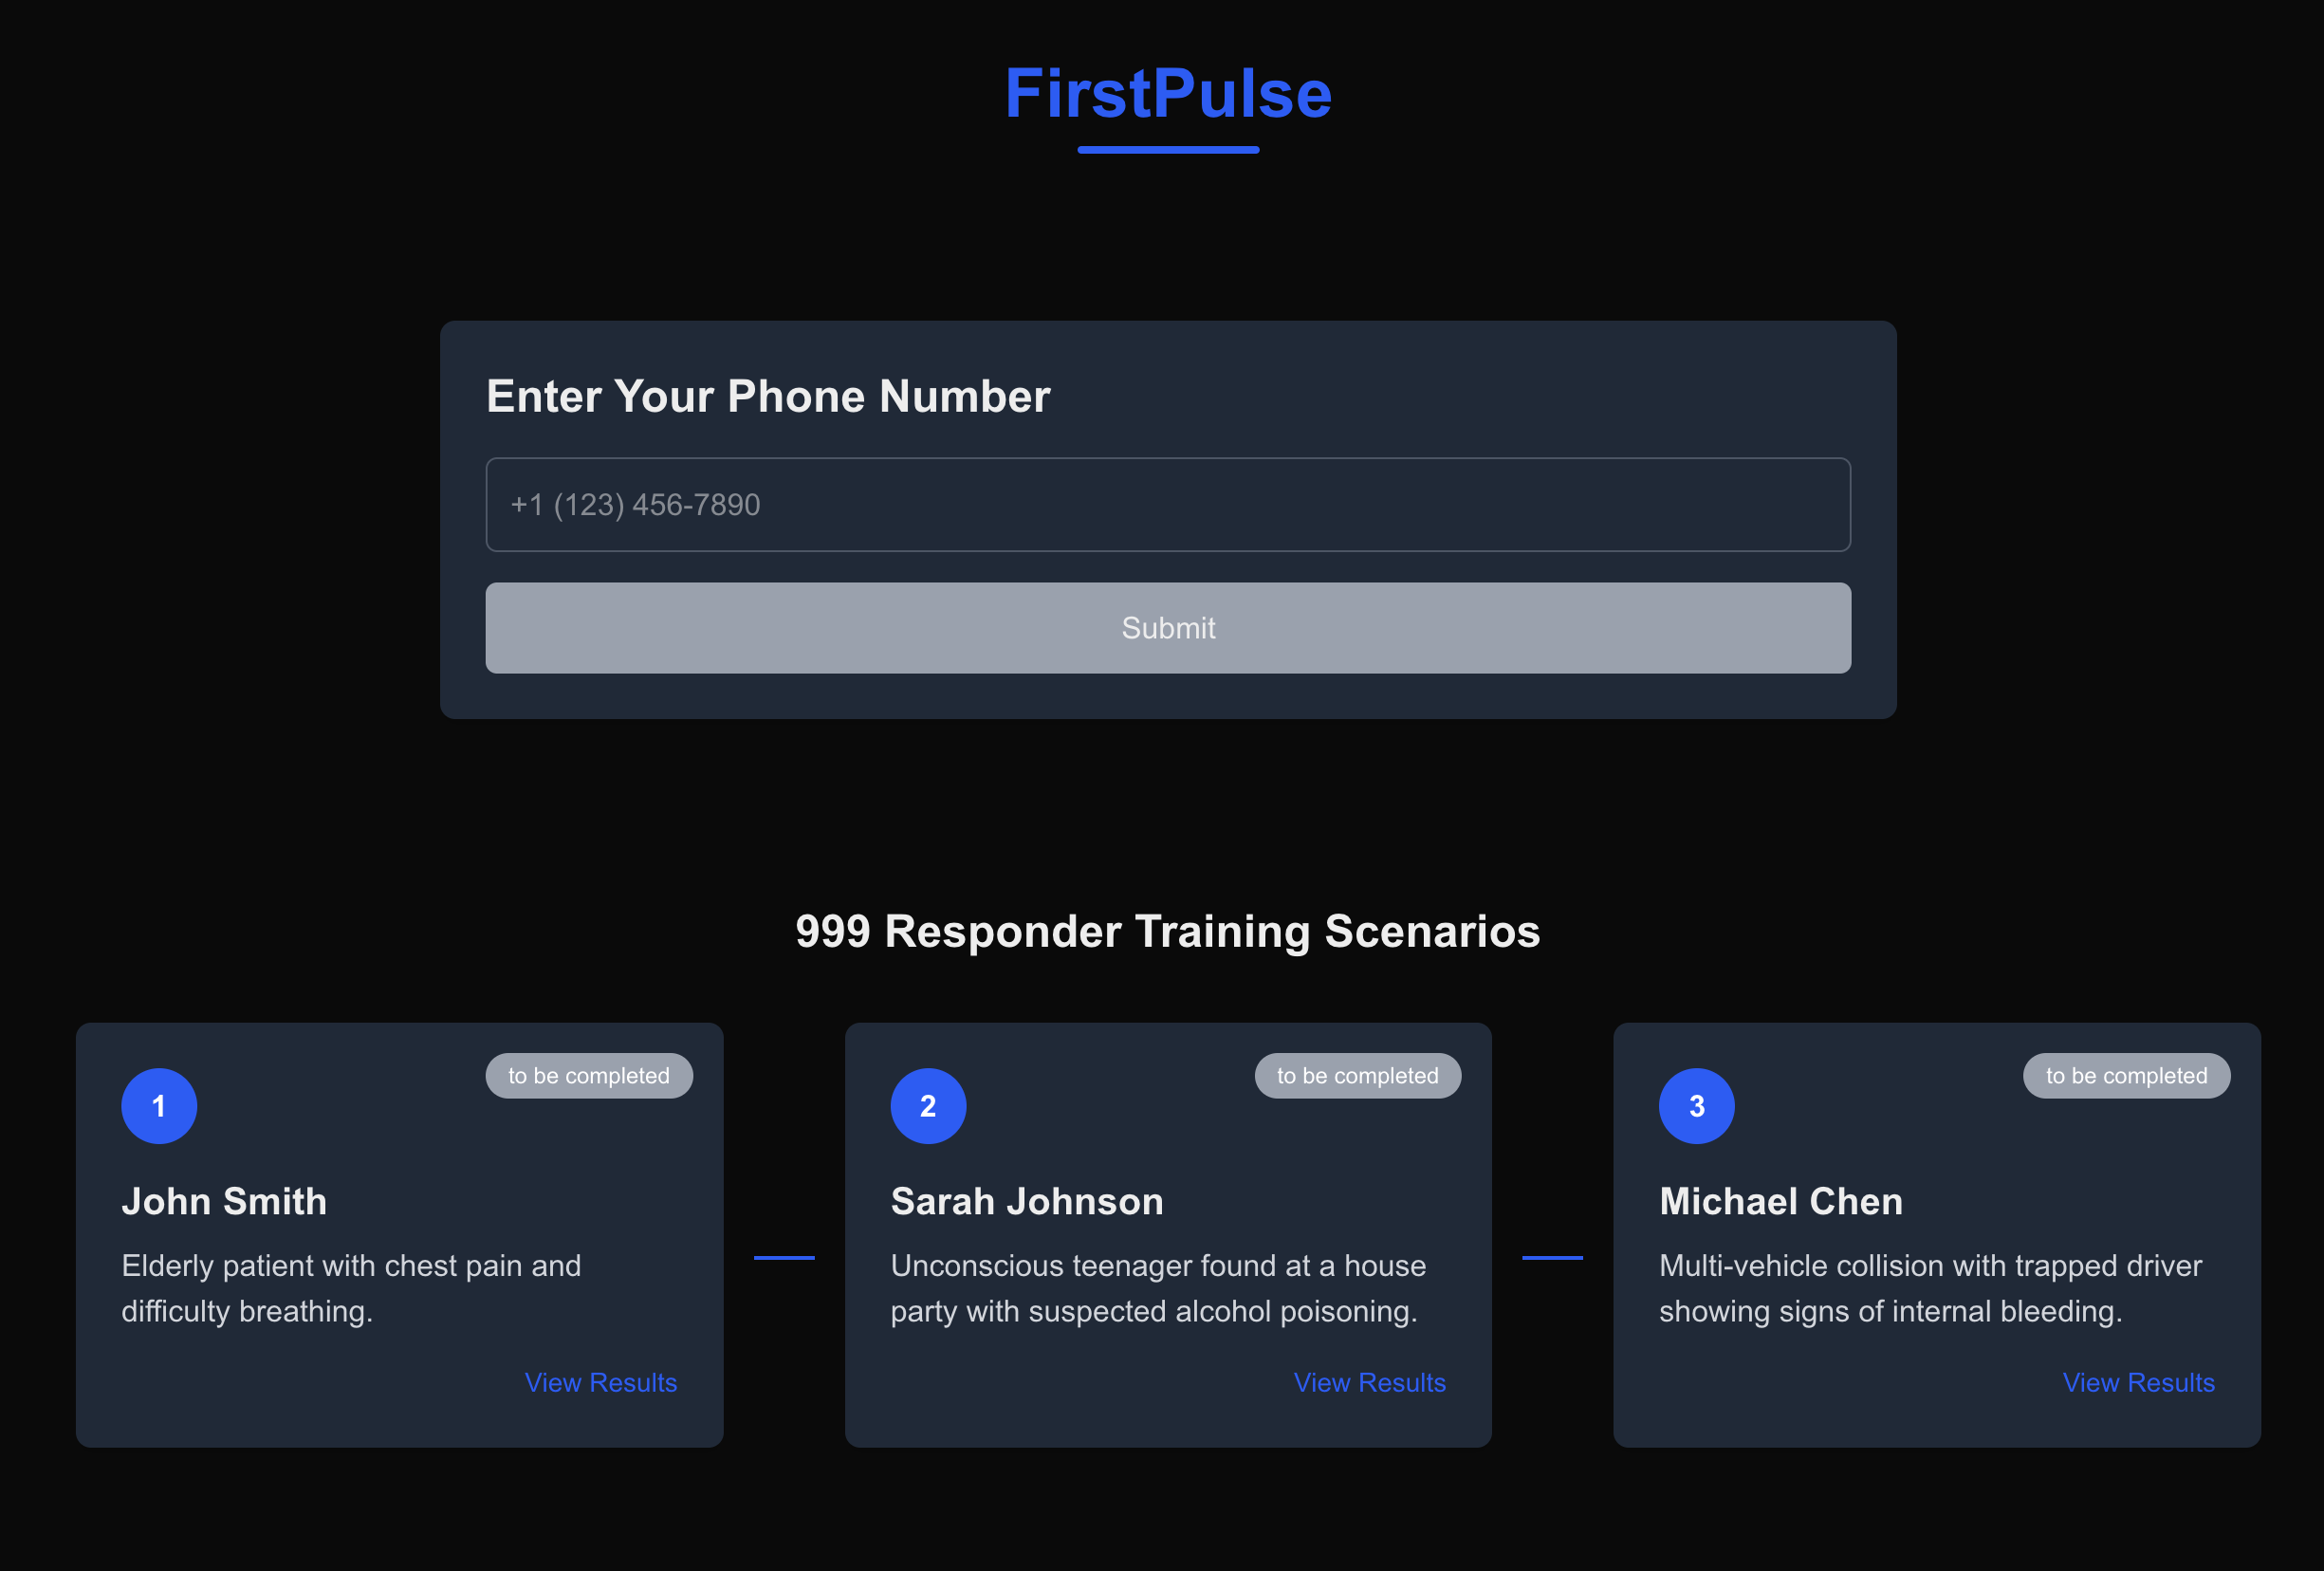 FirstPulse
Enter Your Phone Number
+1 (123) 456-7890
Submit
999 Responder Training Scenarios
1
to be completed
John Smith
Elderly patient with chest pain and
difficulty breathing.
View Results
2
to be completed
Sarah Johnson
Unconscious teenager found at a house
party with suspected alcohol poisoning.
View Results
3
to be completed
Michael Chen
Multi-vehicle collision with trapped driver
showing signs of internal bleeding.
View Results